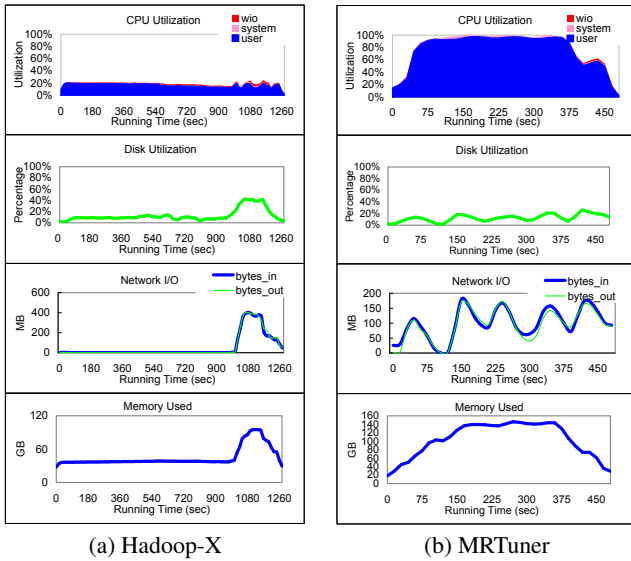 CPU Utilization
wio
system
user
Utilization
100%
80%
60%
40%
20%
0%
0 180 360 540 720 900 1080 1260
Running Time (sec)
Disk Utilization
Percentage
100%
80%
60%
40%
20%
0%
0 180 360 540 720 900 1080 1260
Running Time (sec)
Network I/O
bytes_in
bytes_out
MB
600
400
200
0
0 180 360 540 720 900 1080 1260
Running Time (sec)
Memory Used
GB
120
60
0
0 180 360 540 720 900 1080 1260
Running Time (sec)
(a) Hadoop-X
CPU Utilization
wio
system
user
Utilization
100%
80%
60%
40%
20%
0%
0 75 150 225 300 375 450
Running Time (sec)
Disk Utilization
Percentage
100%
80%
60%
40%
20%
0%
0 75 150 225 300 375 450
Running Time (sec)
Network I/O
bytes_in
bytes_out
MB
200
150
100
50
0
0 75 150 225 300 375 450
Running Time (sec)
Memory Used
GB
160
140
120
100
80
60
40
20
0
0 75 150 225 300 375 450
Running Time (sec)
(b) MRTuner